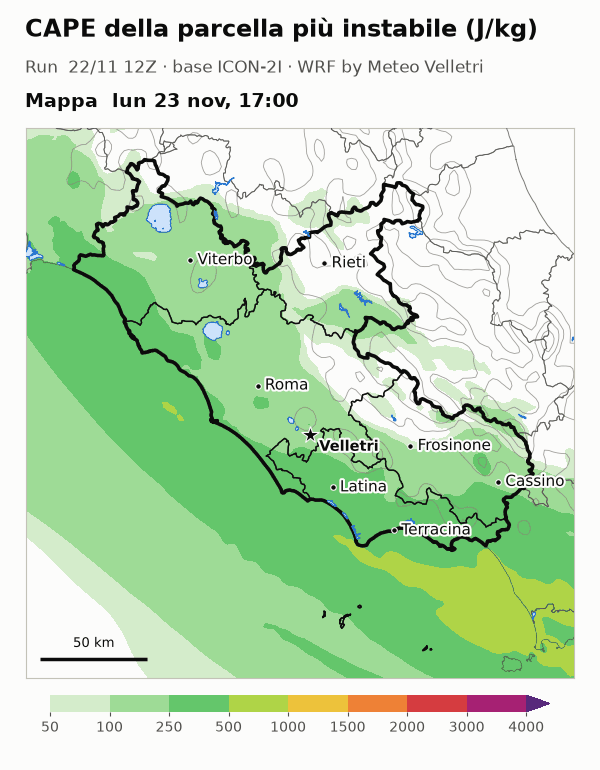 CAPE della parcella più instabile (J/kg)
Run  22/11 12Z · base ICON-2I · WRF by Meteo Velletri
Mappa  lun 23 nov, 17:00
Viterbo
Rieti
Roma
Velletri
Frosinone
Latina
Cassino
Terracina
50 km
50 100 250 500 1000 1500 2000 3000 4000